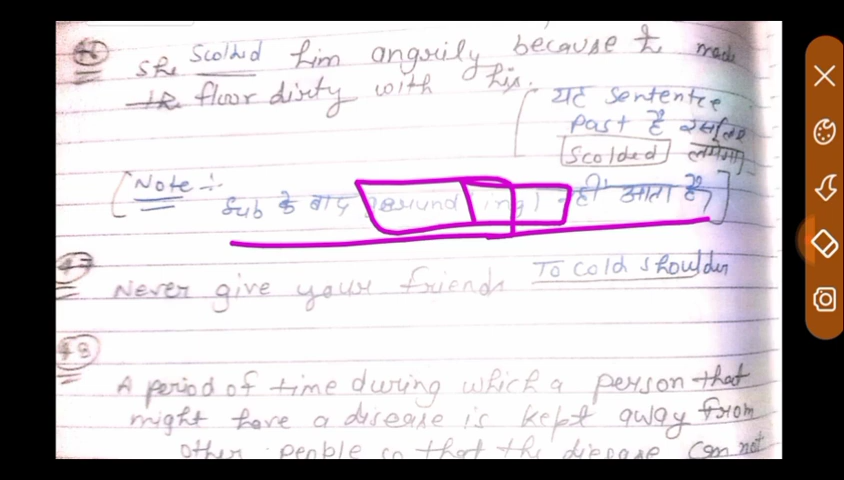 46
She Scolded him angrily because he made
the floor dirty with his.
यह sentence
Past है इसलिए
Scolded लगेगा
Note :-
Sub के बाद Gerund (ing) नहीं आता है
47
Never give your friends To cold shoulder
48
A period of time during which a person that
might have a disease is kept away from
other people so that the disease can not